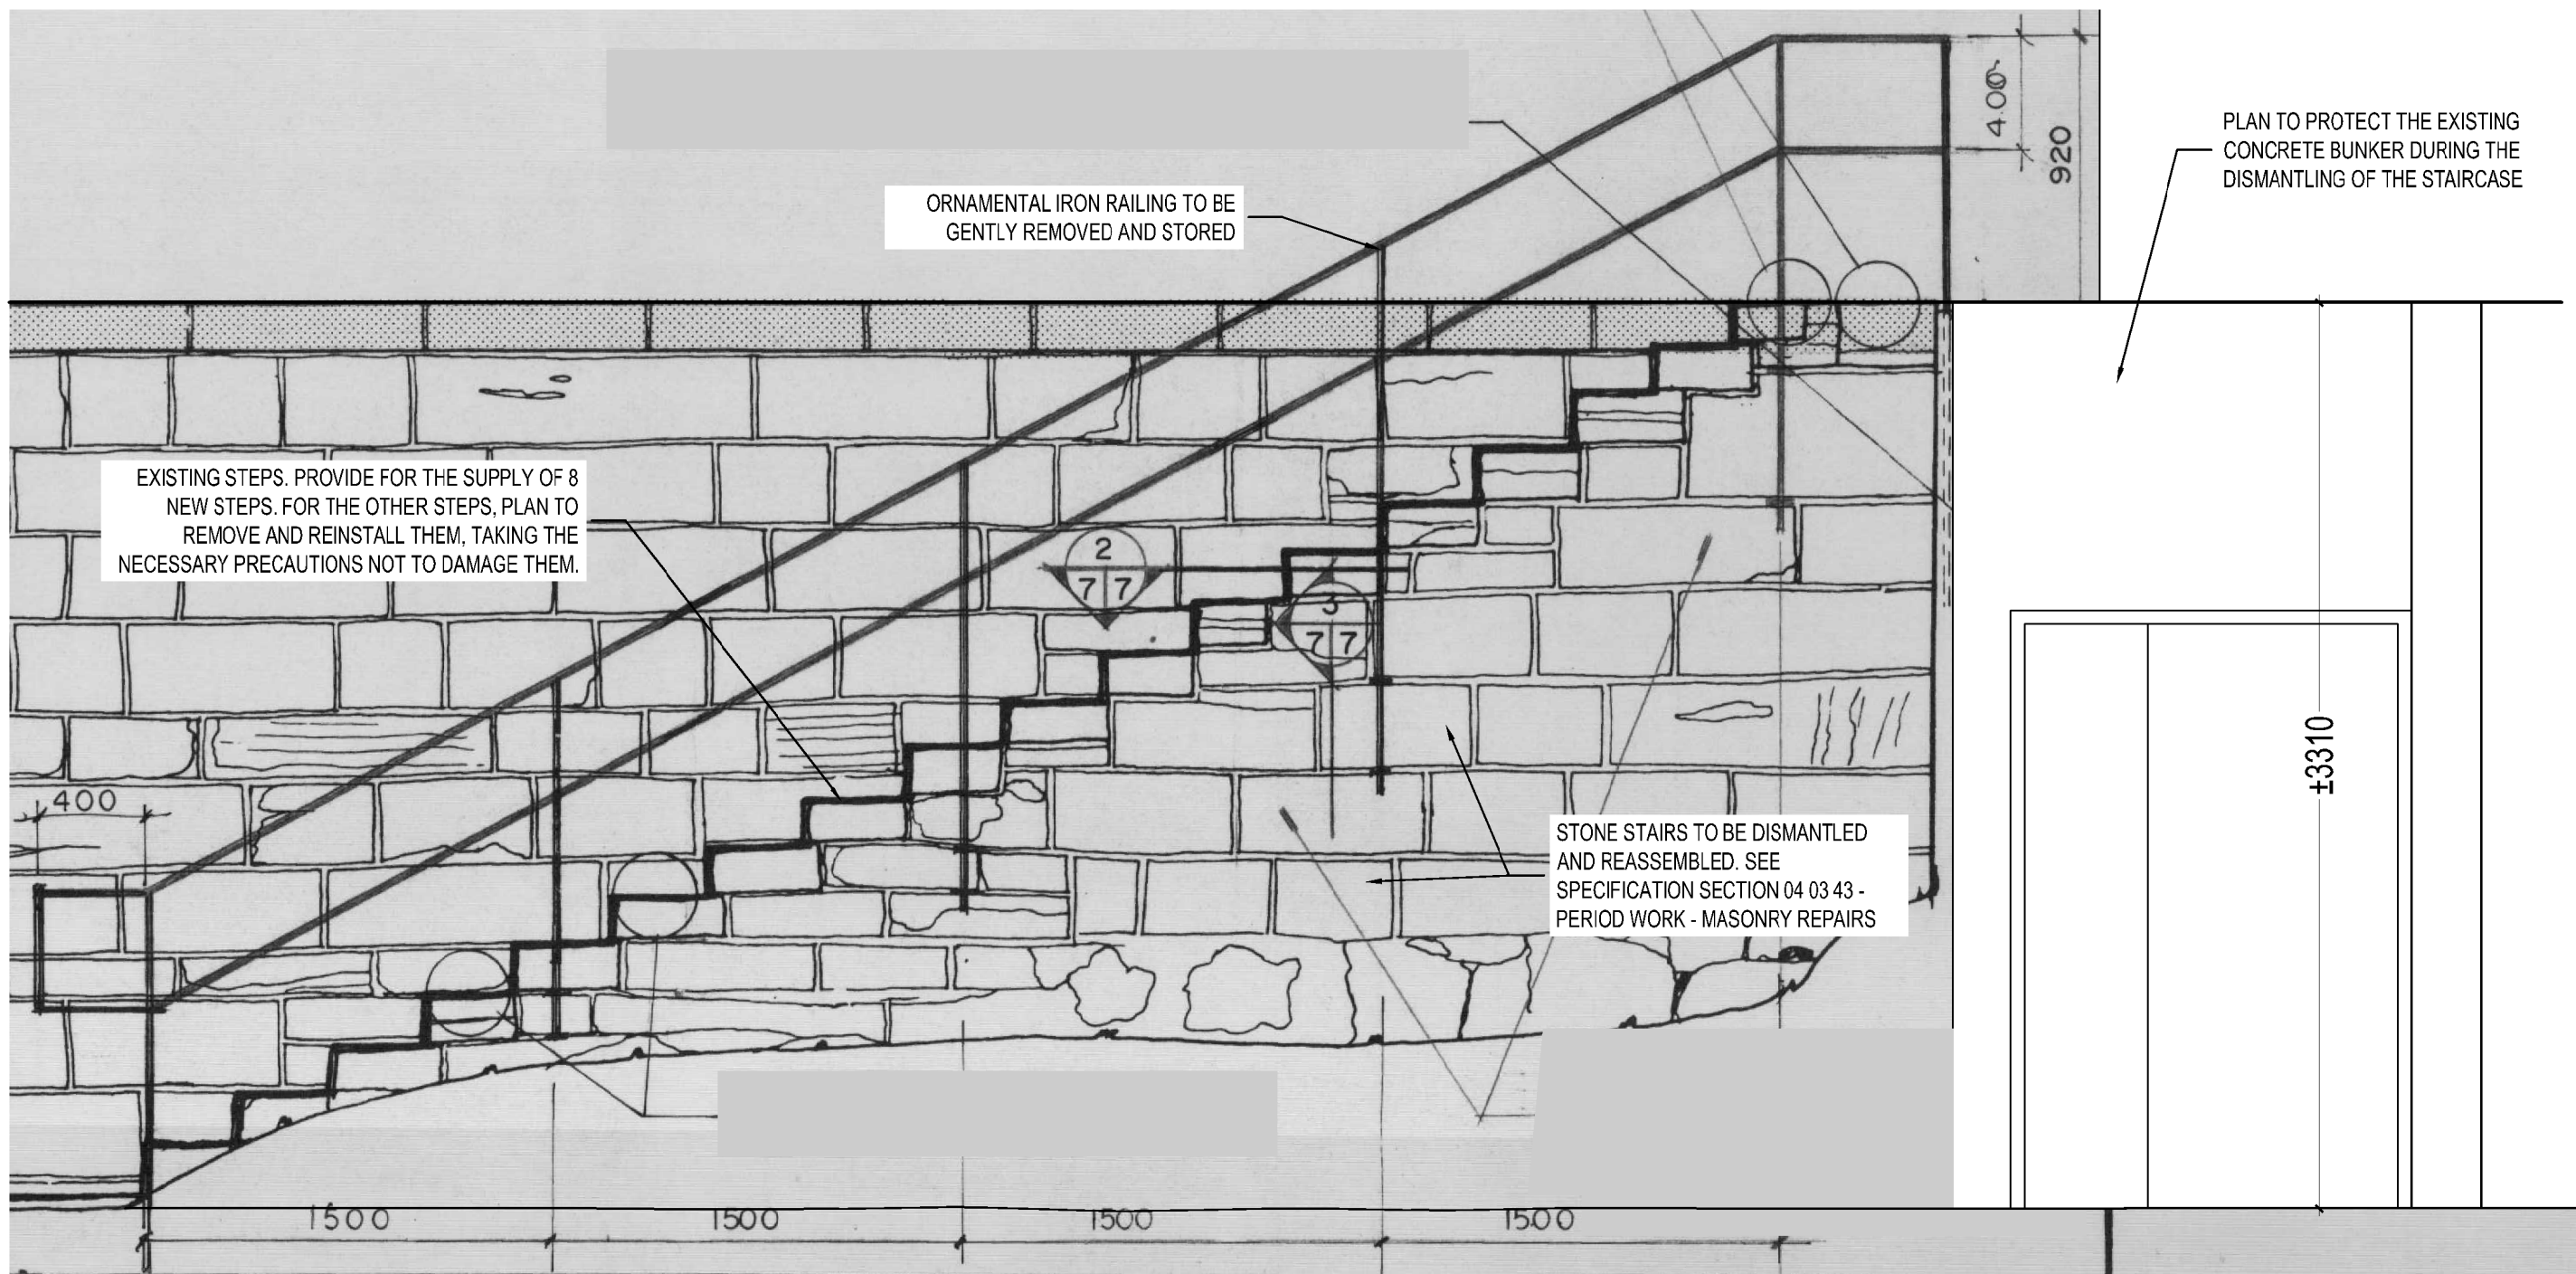 4.00
920
PLAN TO PROTECT THE EXISTING
CONCRETE BUNKER DURING THE
DISMANTLING OF THE STAIRCASE
ORNAMENTAL IRON RAILING TO BE
GENTLY REMOVED AND STORED
EXISTING STEPS. PROVIDE FOR THE SUPPLY OF 8
NEW STEPS. FOR THE OTHER STEPS, PLAN TO
REMOVE AND REINSTALL THEM, TAKING THE
NECESSARY PRECAUTIONS NOT TO DAMAGE THEM.
2
7 7
3
7 7
±3310
400
STONE STAIRS TO BE DISMANTLED
AND REASSEMBLED. SEE
SPECIFICATION SECTION 04 03 43 -
PERIOD WORK - MASONRY REPAIRS
1500
1500
1500
1500